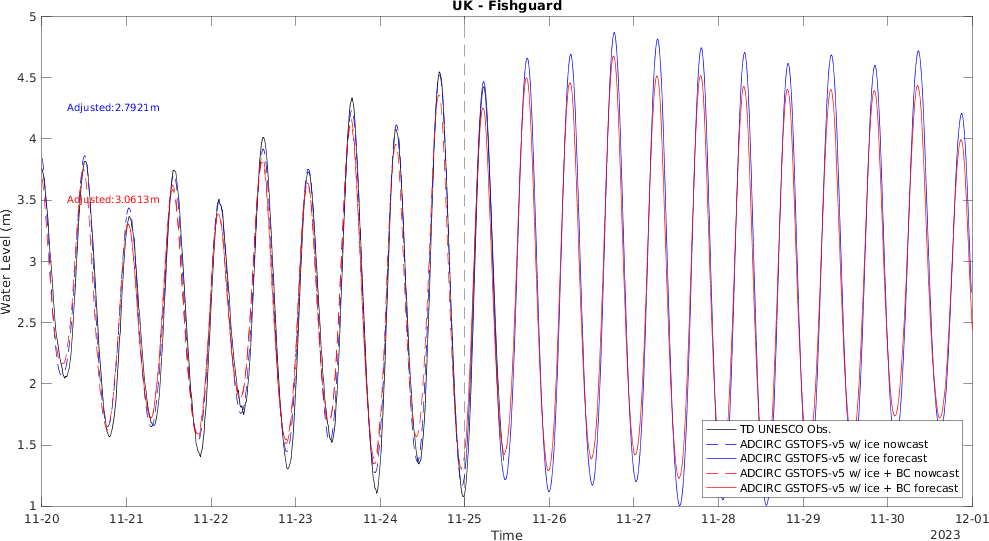 UK - Fishguard
5
4.5
4
3.5
3
2.5
2
1.5
1
Water Level (m)
Adjusted:2.7921m
Adjusted:3.0613m
TD UNESCO Obs.
ADCIRC GSTOFS-v5 w/ ice nowcast
ADCIRC GSTOFS-v5 w/ ice forecast
ADCIRC GSTOFS-v5 w/ ice + BC nowcast
ADCIRC GSTOFS-v5 w/ ice + BC forecast
11-20 11-21 11-22 11-23 11-24 11-25 11-26 11-27 11-28 11-29 11-30 12-01
Time
2023